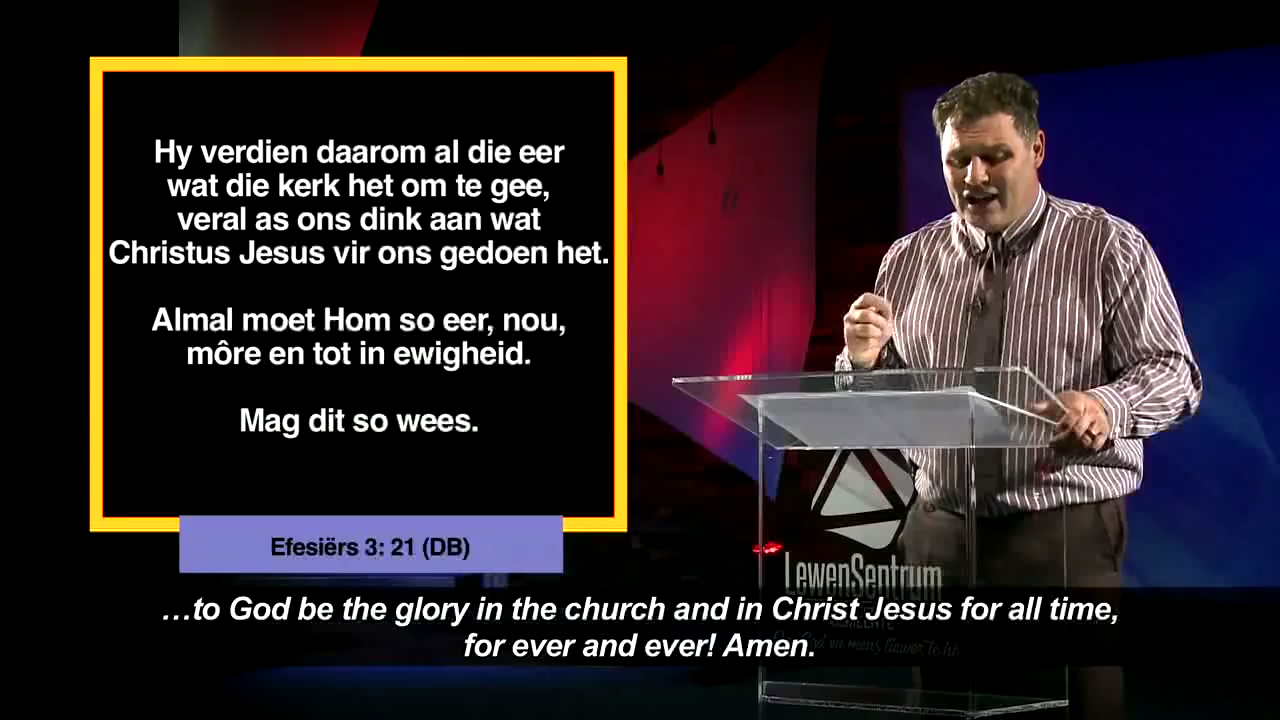 Hy verdien daarom al die eer
wat die kerk het om te gee,
veral as ons dink aan wat
Christus Jesus vir ons gedoen het.
Almal moet Hom so eer, nou,
môre en tot in ewigheid.
Mag dit so wees.
Efesiërs 3: 21 (DB)
LewenSentrum
…to God be the glory in the church and in Christ Jesus for all time,
for ever and ever! Amen.